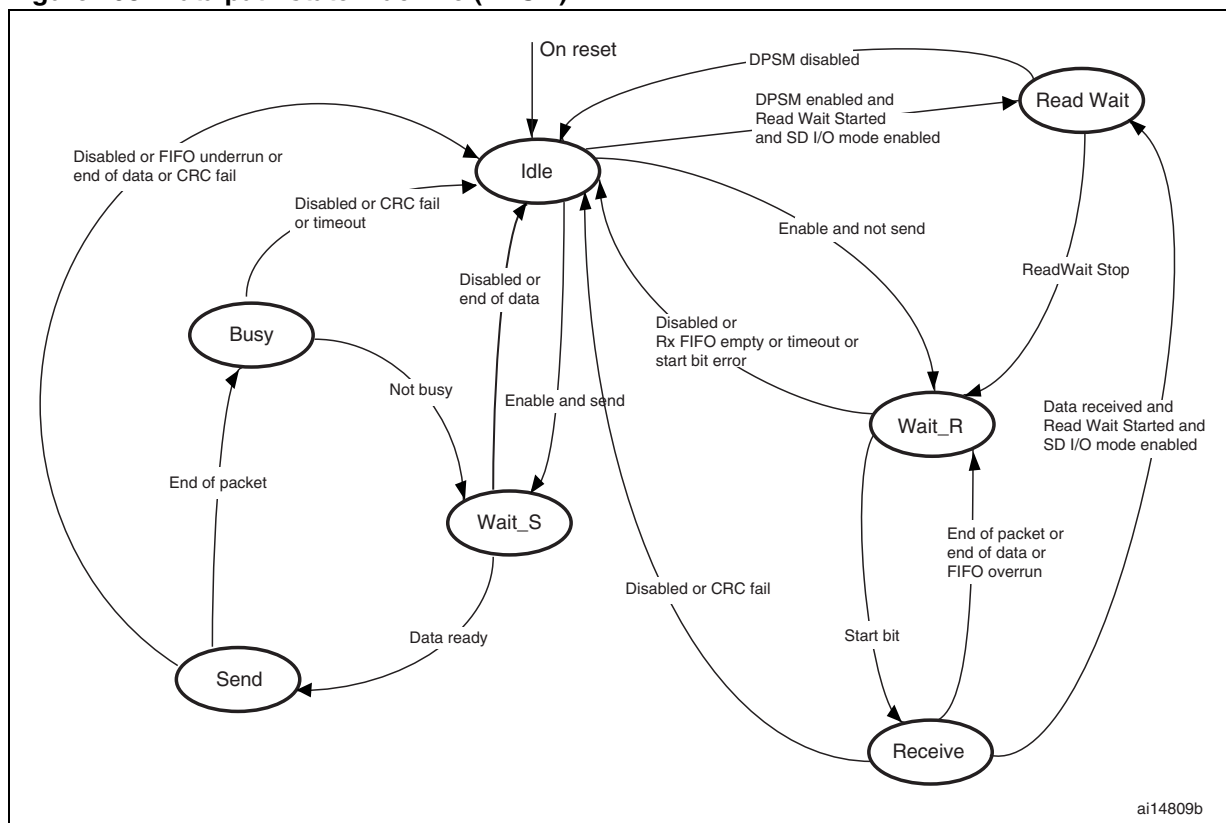 On reset
DPSM disabled
Read Wait
DPSM enabled and
Read Wait Started
and SD I/O mode enabled
Disabled or FIFO underrun or
end of data or CRC fail
Idle
Disabled or CRC fail
or timeout
Enable and not send
Disabled or
end of data
ReadWait Stop
Busy
Disabled or
Rx FIFO empty or timeout or
start bit error
Not busy
Enable and send
Wait_R
Data received and
Read Wait Started and
SD I/O mode enabled
End of packet
Wait_S
End of packet or
end of data or
FIFO overrun
Disabled or CRC fail
Data ready
Start bit
Send
Receive
ai14809b